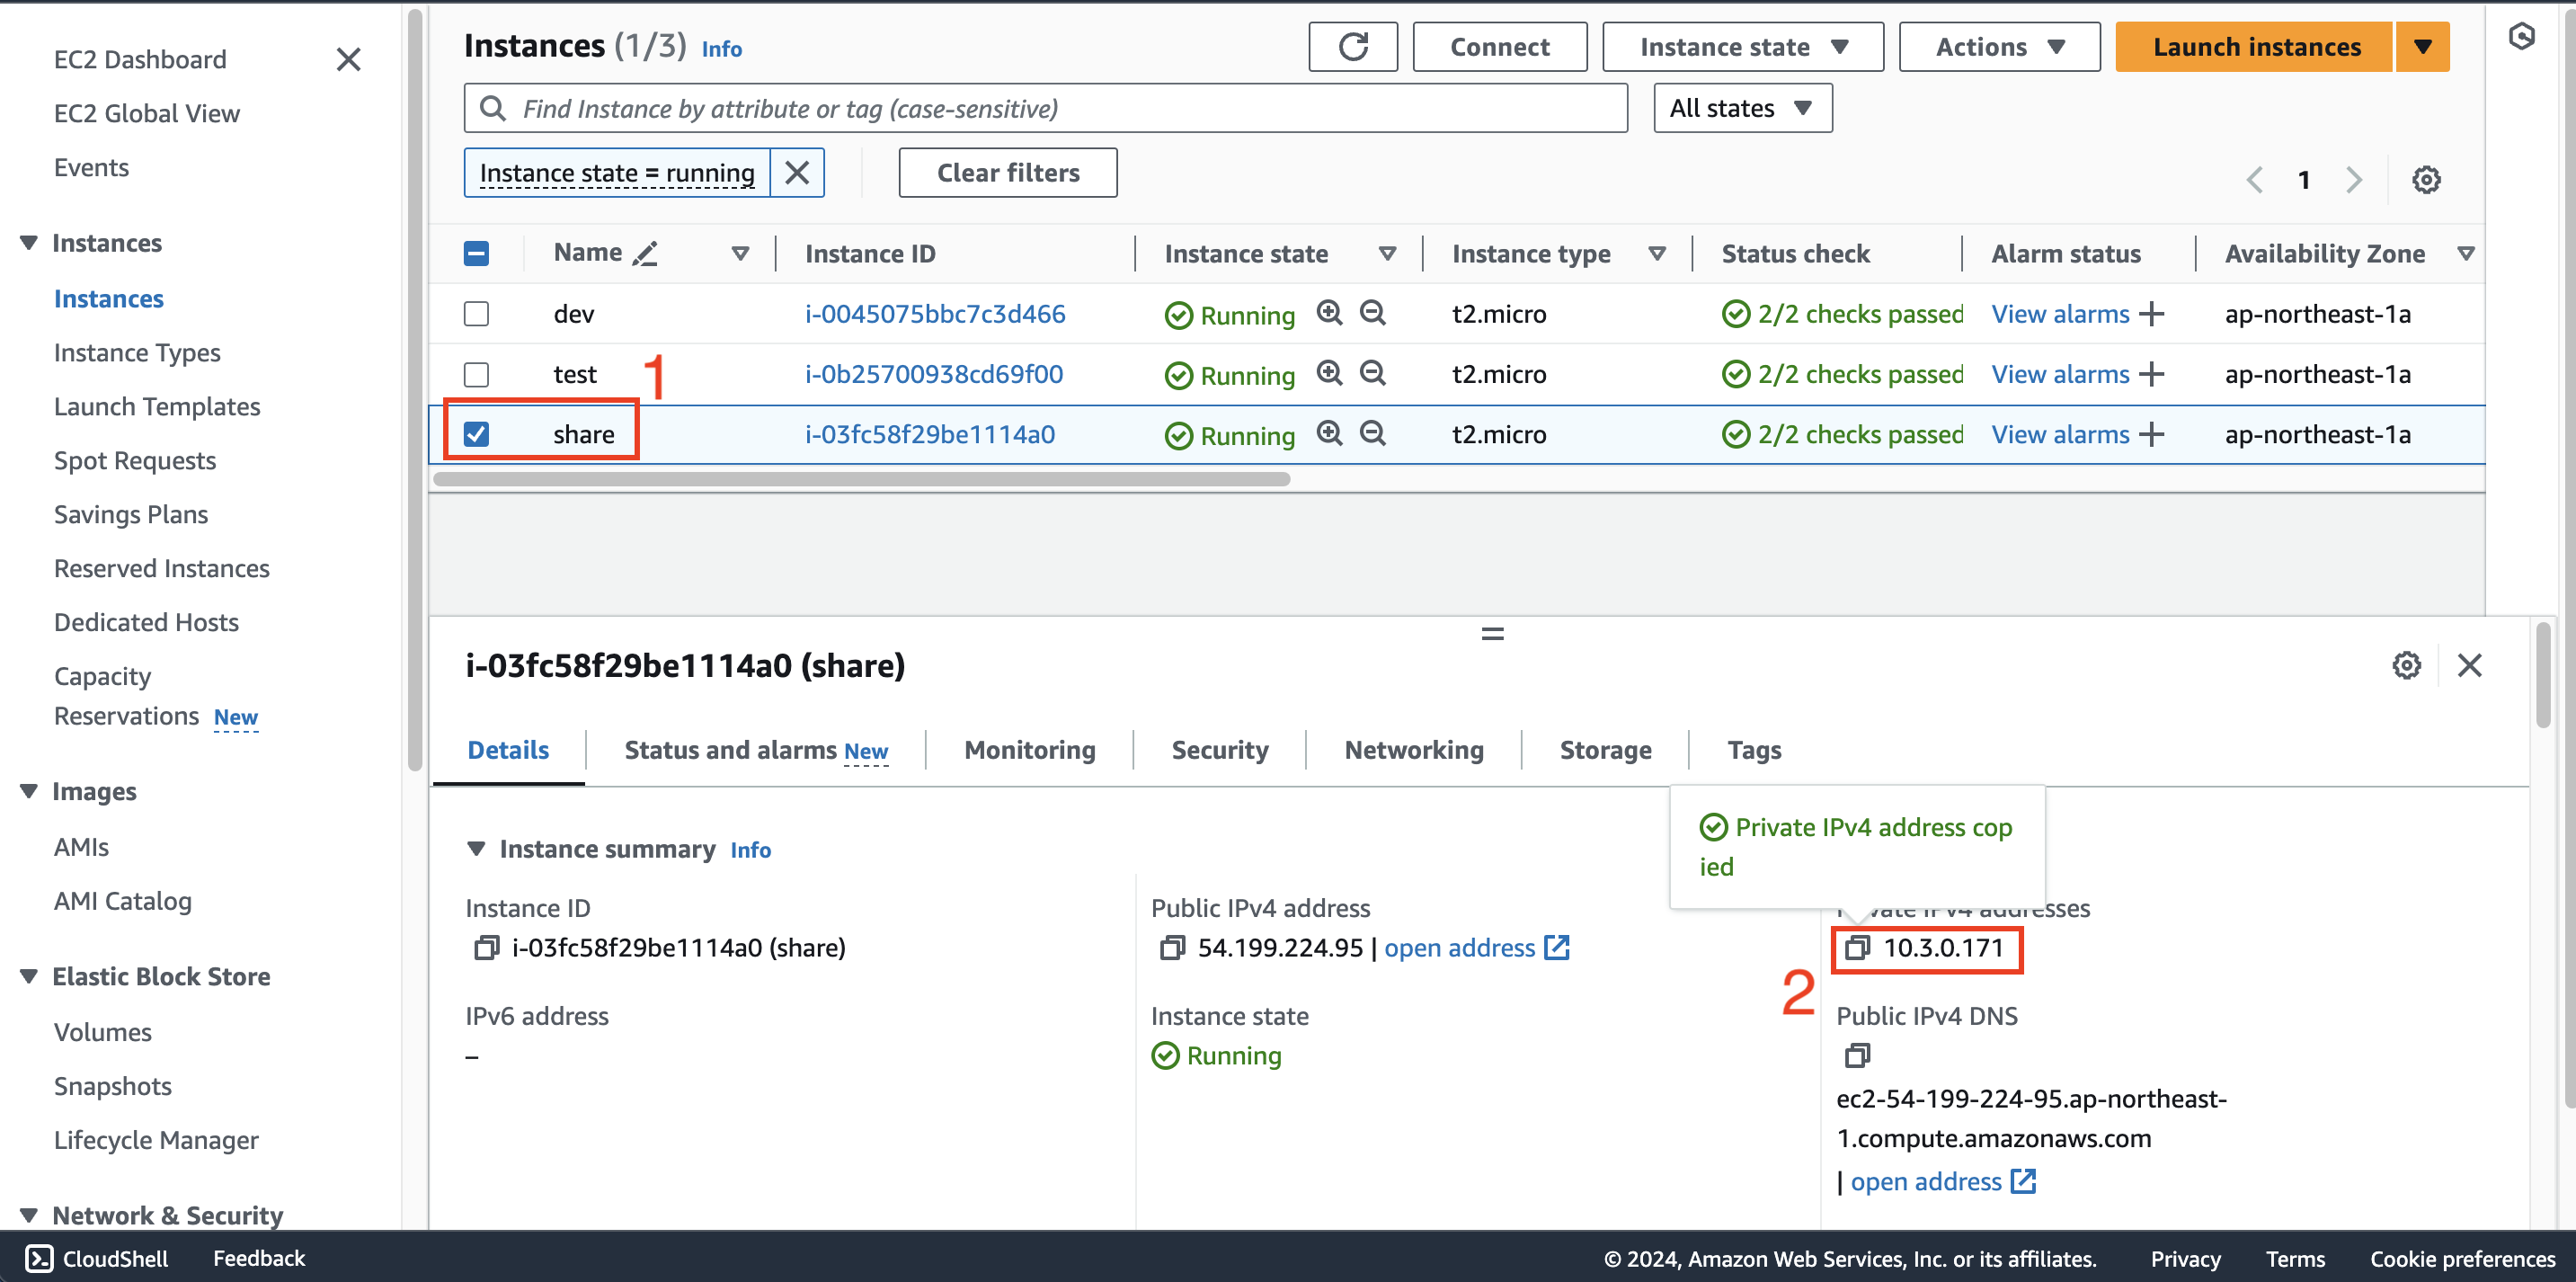 EC2 Dashboard
EC2 Global View
Events
Instances
Instances
Instance Types
Launch Templates
Spot Requests
Savings Plans
Reserved Instances
Dedicated Hosts
Capacity
Reservations New
Images
AMIs
AMI Catalog
Elastic Block Store
Volumes
Snapshots
Lifecycle Manager
Network & Security
Instances (1/3) Info
Connect
Instance state
Actions
Launch instances
Find Instance by attribute or tag (case-sensitive)
All states
Instance state = running
Clear filters
1
Name Instance ID Instance state Instance type Status check Alarm status Availability Zone
dev i-0045075bbc7c3d466 Running t2.micro 2/2 checks passed View alarms ap-northeast-1a
test i-0b25700938cd69f00 Running t2.micro 2/2 checks passed View alarms ap-northeast-1a
1
share i-03fc58f29be1114a0 Running t2.micro 2/2 checks passed View alarms ap-northeast-1a
i-03fc58f29be1114a0 (share)
Details Status and alarms New Monitoring Security Networking Storage Tags
Private IPv4 address cop
ied
Instance summary Info
Instance ID
i-03fc58f29be1114a0 (share)
IPv6 address
–
Public IPv4 address
54.199.224.95 | open address
Instance state
Running
IPv4 addresses
10.3.0.171
2
Public IPv4 DNS
ec2-54-199-224-95.ap-northeast-
1.compute.amazonaws.com
| open address
CloudShell Feedback © 2024, Amazon Web Services, Inc. or its affiliates. Privacy Terms Cookie preferences